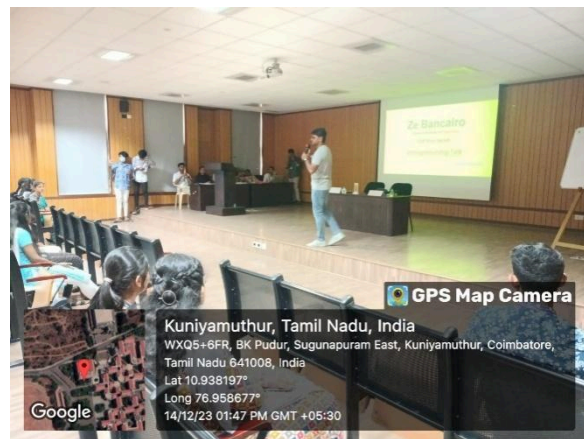 Ze Bancairo
GPS Map Camera
Kuniyamuthur, Tamil Nadu, India
WXQ5+6FR, BK Pudur, Sugunapuram East, Kuniyamuthur, Coimbatore,
Tamil Nadu 641008, India
Lat 10.938197°
Long 76.958677°
14/12/23 01:47 PM GMT +05:30
Google